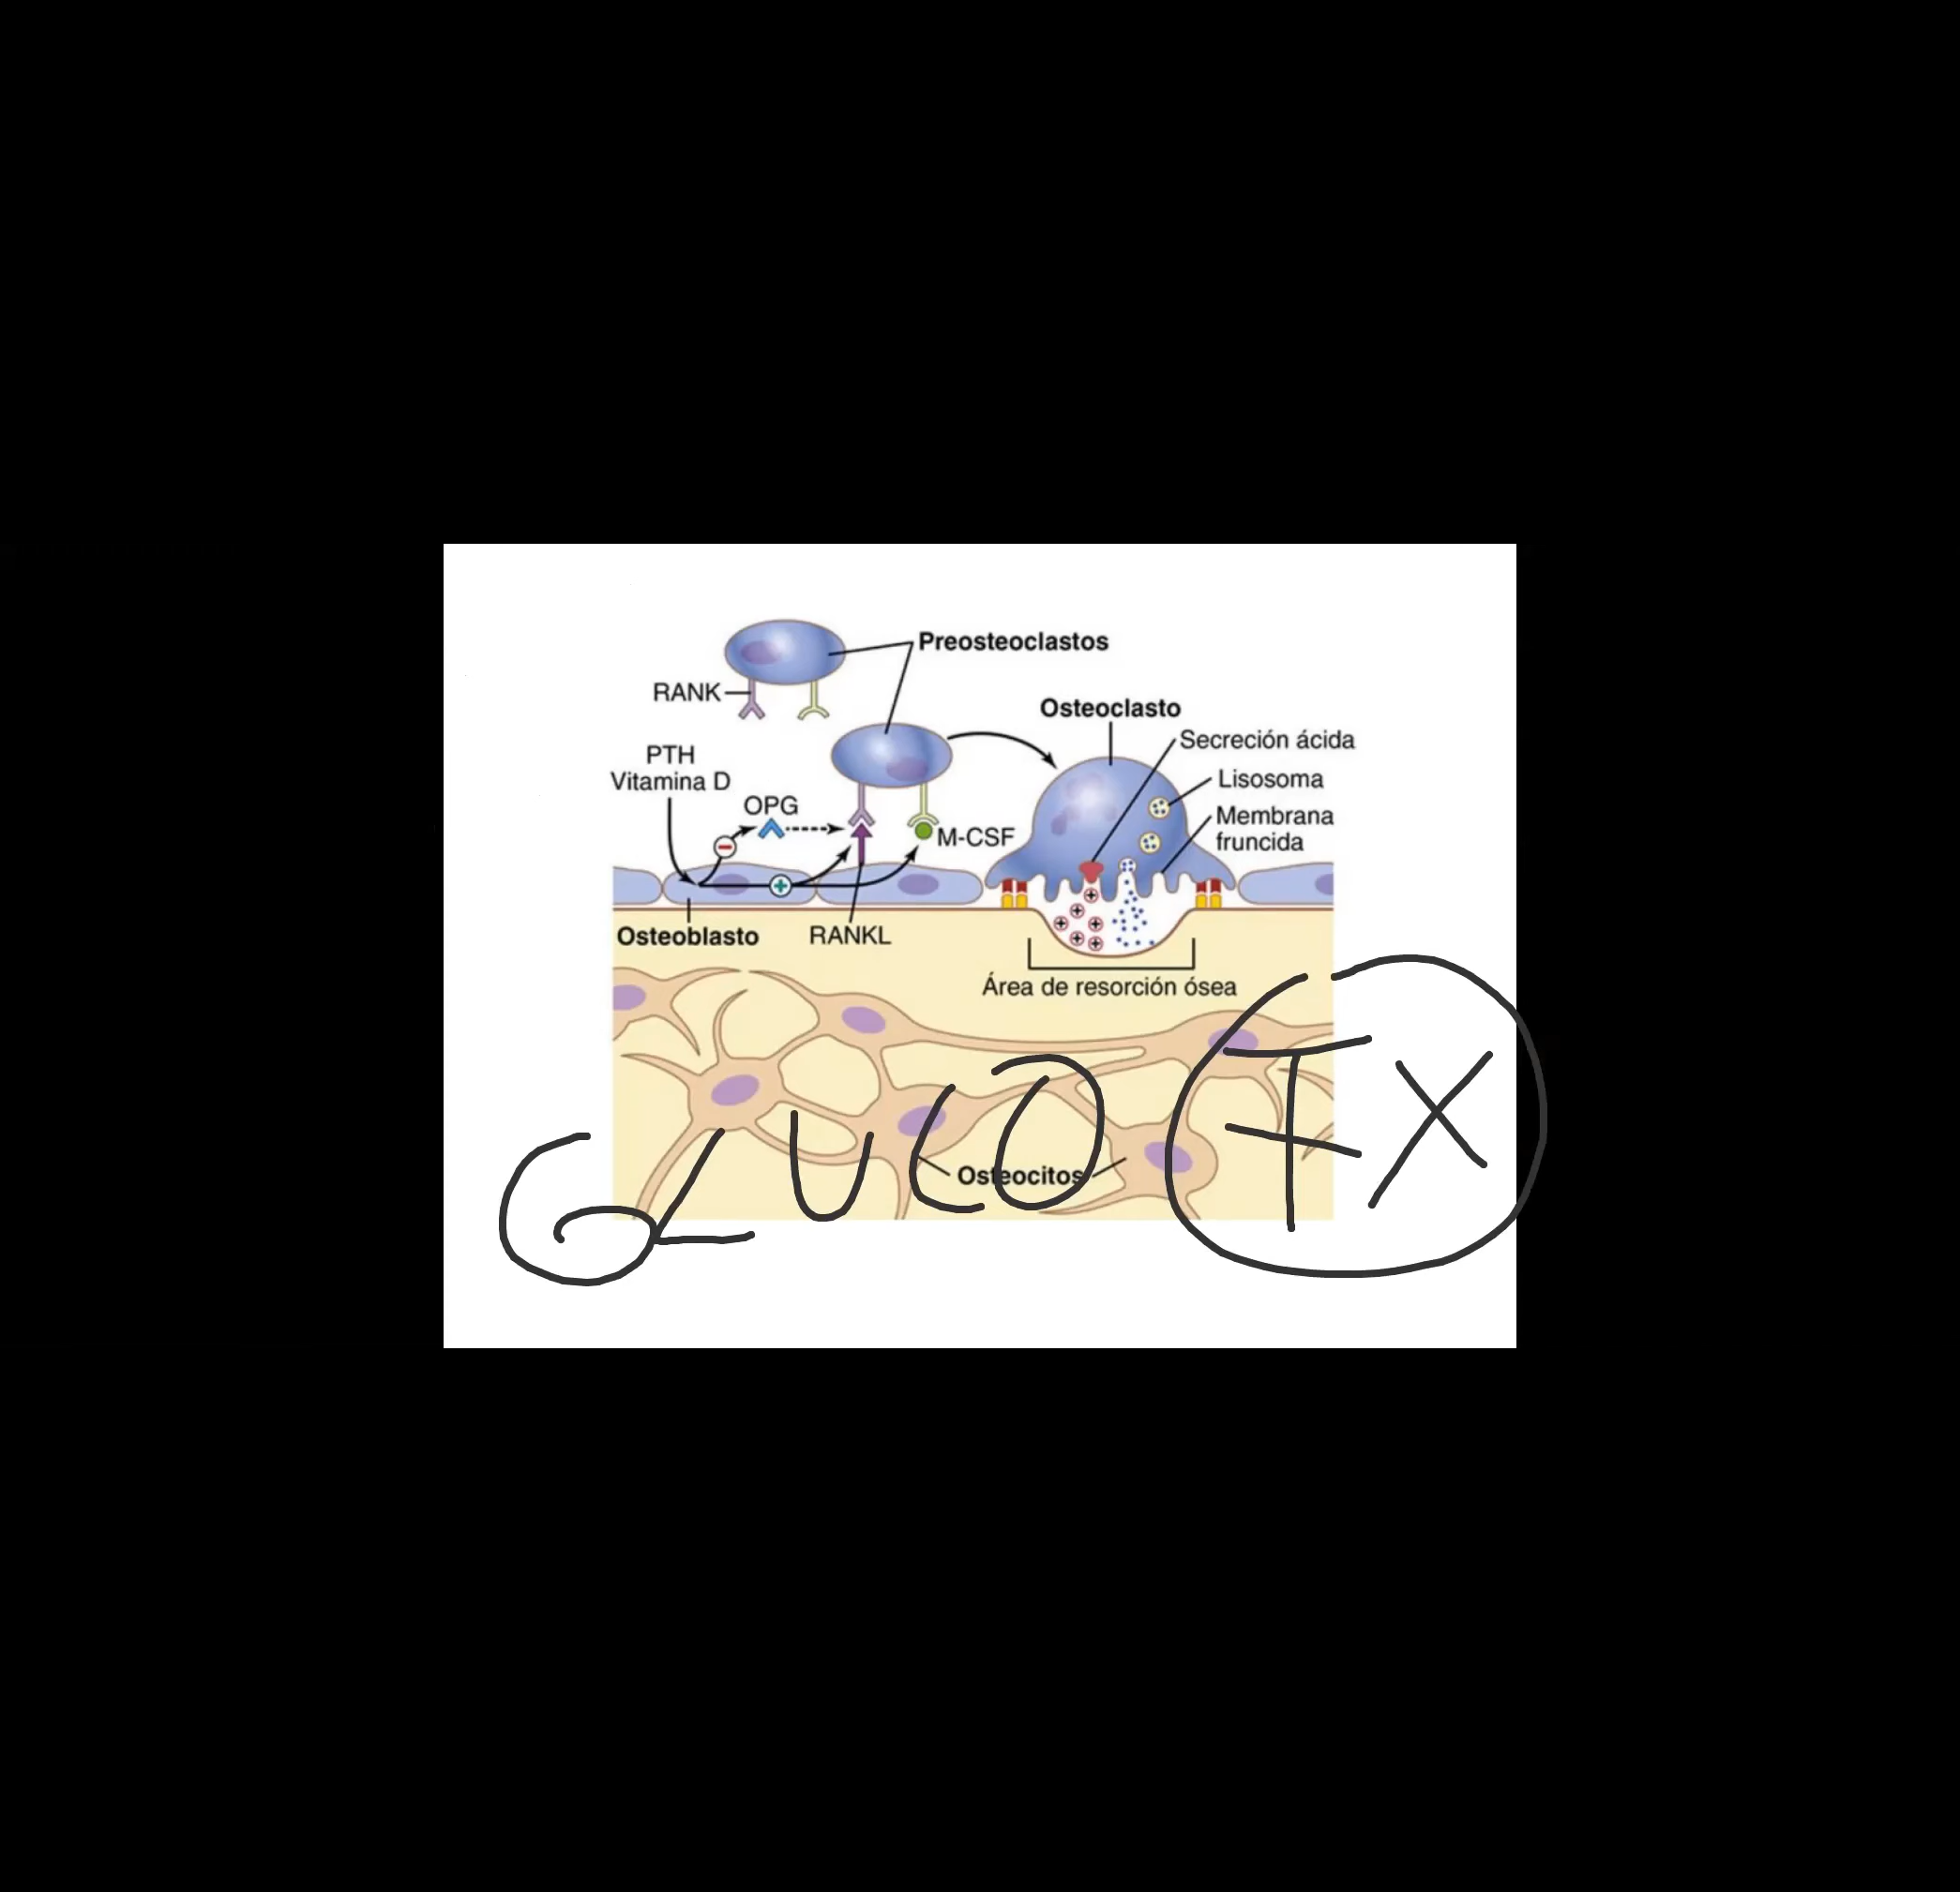 Preosteoclastos
RANK
Osteoclasto
Secreción ácida
PTH
Vitamina D
Lisosoma
OPG
Membrana
fruncida
M-CSF
Osteoblasto
RANKL
Área de resorción ósea
Osteocitos
GLUCO
FX